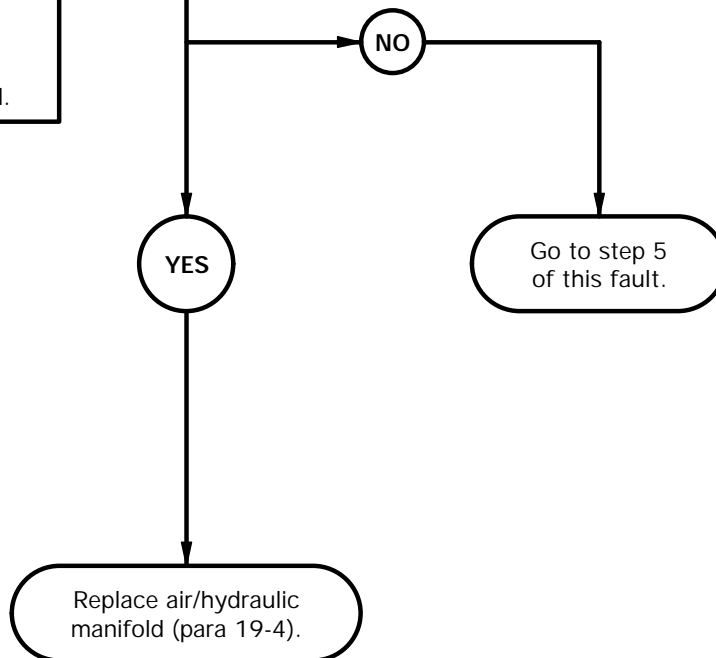 NO
l.
YES
Go to step 5
of this fault.
Replace air/hydraulic
manifold (para 19-4).